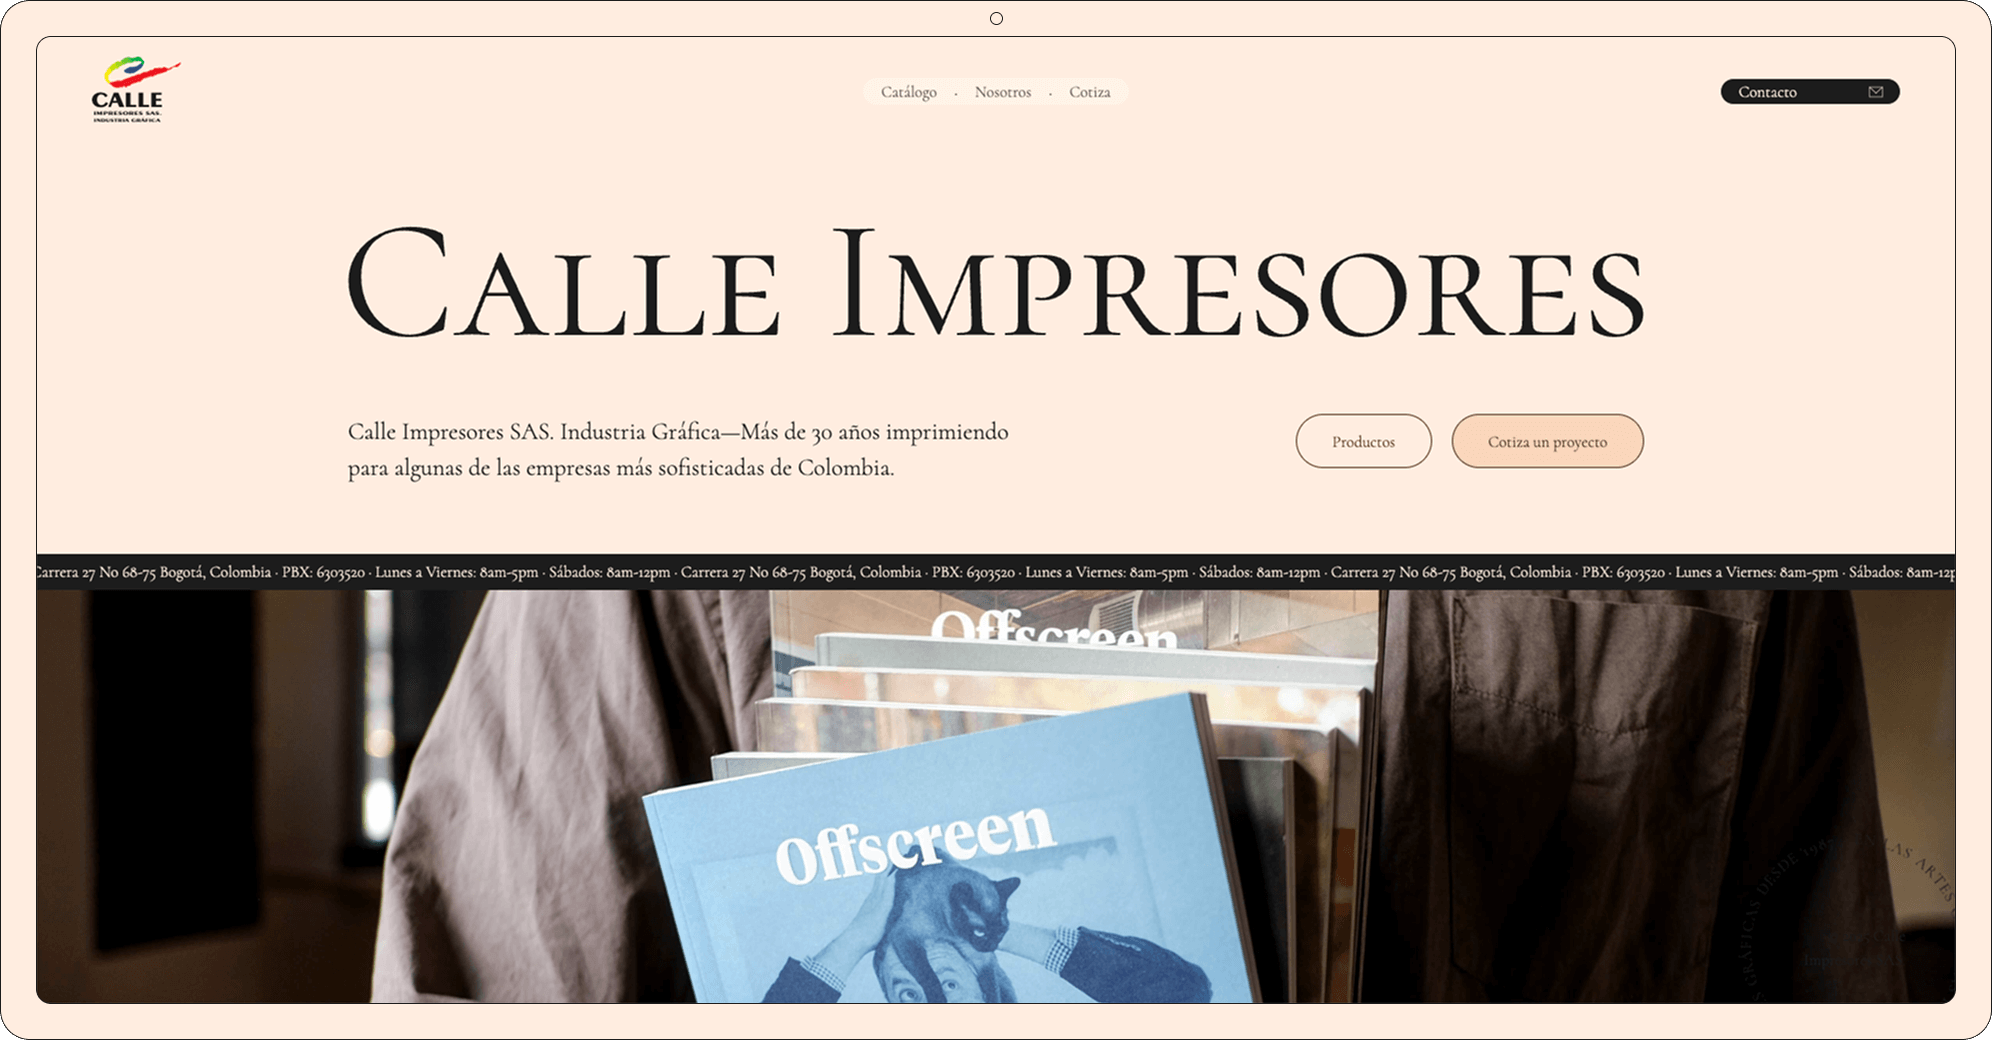 CALLE
IMPRESORES SAS.
INDUSTRIA GRÁFICA
Catálogo · Nosotros · Cotiza
Contacto
Calle Impresores
Calle Impresores SAS. Industria Gráfica—Más de 30 años imprimiendo
para algunas de las empresas más sofisticadas de Colombia.
Productos
Cotiza un proyecto
Carrera 27 No 68-75 Bogotá, Colombia · PBX: 6303520 · Lunes a Viernes: 8am-5pm · Sábados: 8am-12pm · Carrera 27 No 68-75 Bogotá, Colombia · PBX: 6303520 · Lunes a Viernes: 8am-5pm · Sábados: 8am-12pm · Carrera 27 No 68-75 Bogotá, Colombia · PBX: 6303520 · Lunes a Viernes: 8am-5pm · Sábados: 8am-12p
Offscreen
Offscreen
GRÁFICAS DESDE LAS ARTES